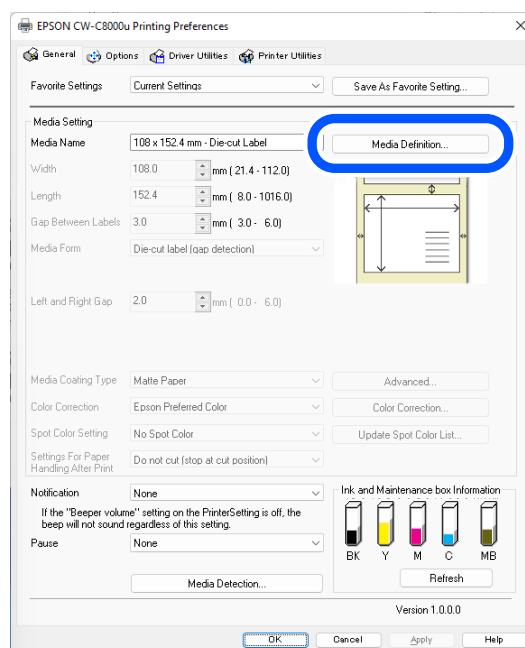 EPSON CW-C8000u Printing Preferences
General Options Driver Utilities Printer Utilities
Favorite Settings Current Settings Save As Favorite Setting...
Media Setting
Media Name 108 x 152.4 mm - Die-cut Label Media Definition...
Width 108.0 mm ( 21.4 - 112.0)
Length 152.4 mm ( 8.0 - 1016.0)
Gap Between Labels 3.0 mm ( 3.0 - 6.0)
Media Form Die-cut label (gap detection)
Left and Right Gap 2.0 mm ( 0.0 - 6.0)
Media Coating Type Matte Paper Advanced...
Color Correction Epson Preferred Color Color Correction...
Spot Color Setting No Spot Color Update Spot Color List...
Settings For Paper
Handling After Print Do not cut (stop at cut position)
Notification None
If the "Beeper volume" setting on the PrinterSetting is off, the
beep will not sound regardless of this setting.
Pause None
Media Detection...
Ink and Maintenance box Information
BK Y M C MB
Refresh
Version 1.0.0.0
OK Cancel Apply Help